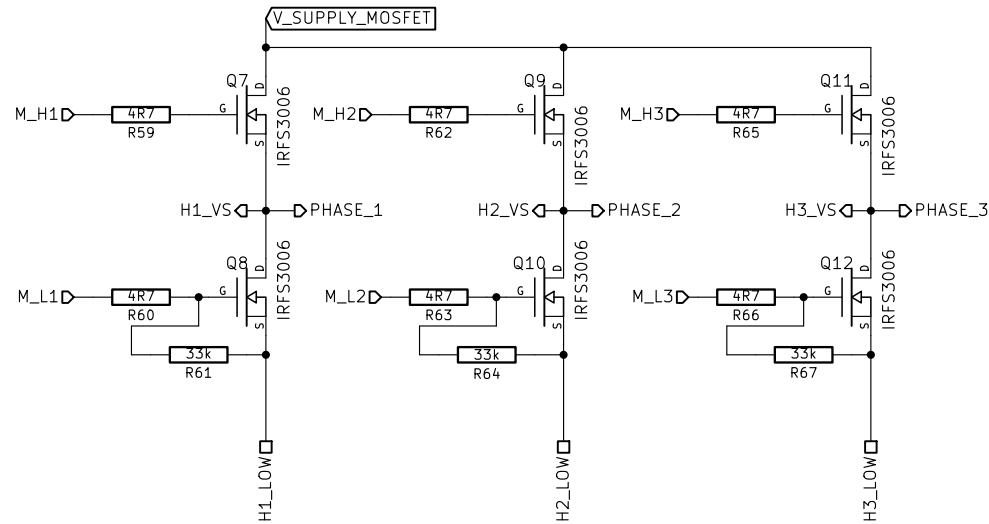 V_SUPPLY_MOSFET
Q7
D
M_H1
4R7
G
R59
S
IRFS3006
Q9
D
M_H2
4R7
G
R62
S
IRFS3006
Q11
D
M_H3
4R7
G
R65
S
IRFS3006
H1_VS
PHASE_1
H2_VS
PHASE_2
H3_VS
PHASE_3
Q8
D
M_L1
4R7
G
R60
S
IRFS3006
33k
R61
Q10
D
M_L2
4R7
G
R63
S
IRFS3006
33k
R64
Q12
D
M_L3
4R7
G
R66
S
IRFS3006
33k
R67
H1_LOW
H2_LOW
H3_LOW